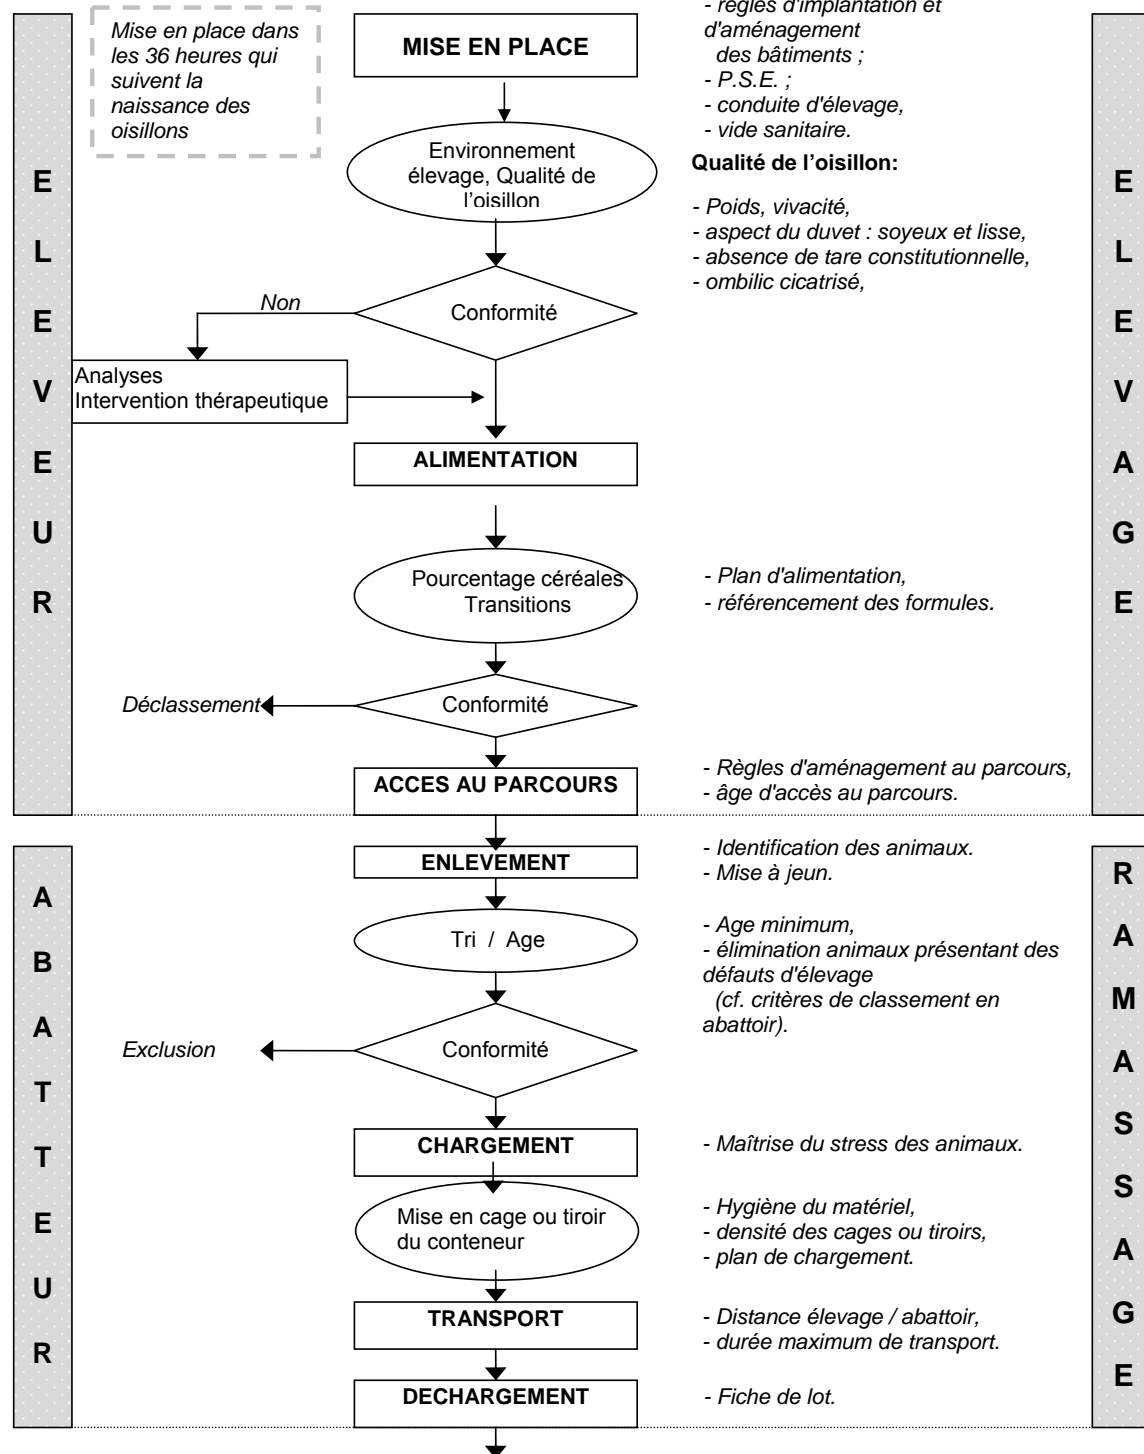 - règles d'implantation et
d'aménagement
des bâtiments ;
- P.S.E. ;
- conduite d'élevage,
- vide sanitaire.
Mise en place dans
les 36 heures qui
suivent la
naissance des
oisillons
MISE EN PLACE
Environnement
élevage, Qualité de
l'oisillon
Qualité de l'oisillon:
- Poids, vivacité,
- aspect du duvet : soyeux et lisse,
- absence de tare constitutionnelle,
- ombilic cicatrisé,
Non
Conformité
Analyses
Intervention thérapeutique
ALIMENTATION
Pourcentage céréales
Transitions
- Plan d'alimentation,
- référencement des formules.
Déclassement
Conformité
ACCES AU PARCOURS
- Règles d'aménagement au parcours,
- âge d'accès au parcours.
E
L
E
V
E
U
R
E
L
E
V
A
G
E
ENLEVEMENT
- Identification des animaux.
- Mise à jeun.
Tri / Age
- Age minimum,
- élimination animaux présentant des
défauts d'élevage
(cf. critères de classement en
abattoir).
Exclusion
Conformité
CHARGEMENT
- Maîtrise du stress des animaux.
Mise en cage ou tiroir
du conteneur
- Hygiène du matériel,
- densité des cages ou tiroirs,
- plan de chargement.
TRANSPORT
- Distance élevage / abattoir,
- durée maximum de transport.
DECHARGEMENT
- Fiche de lot.
A
B
A
T
T
E
U
R
R
A
M
A
S
S
A
G
E